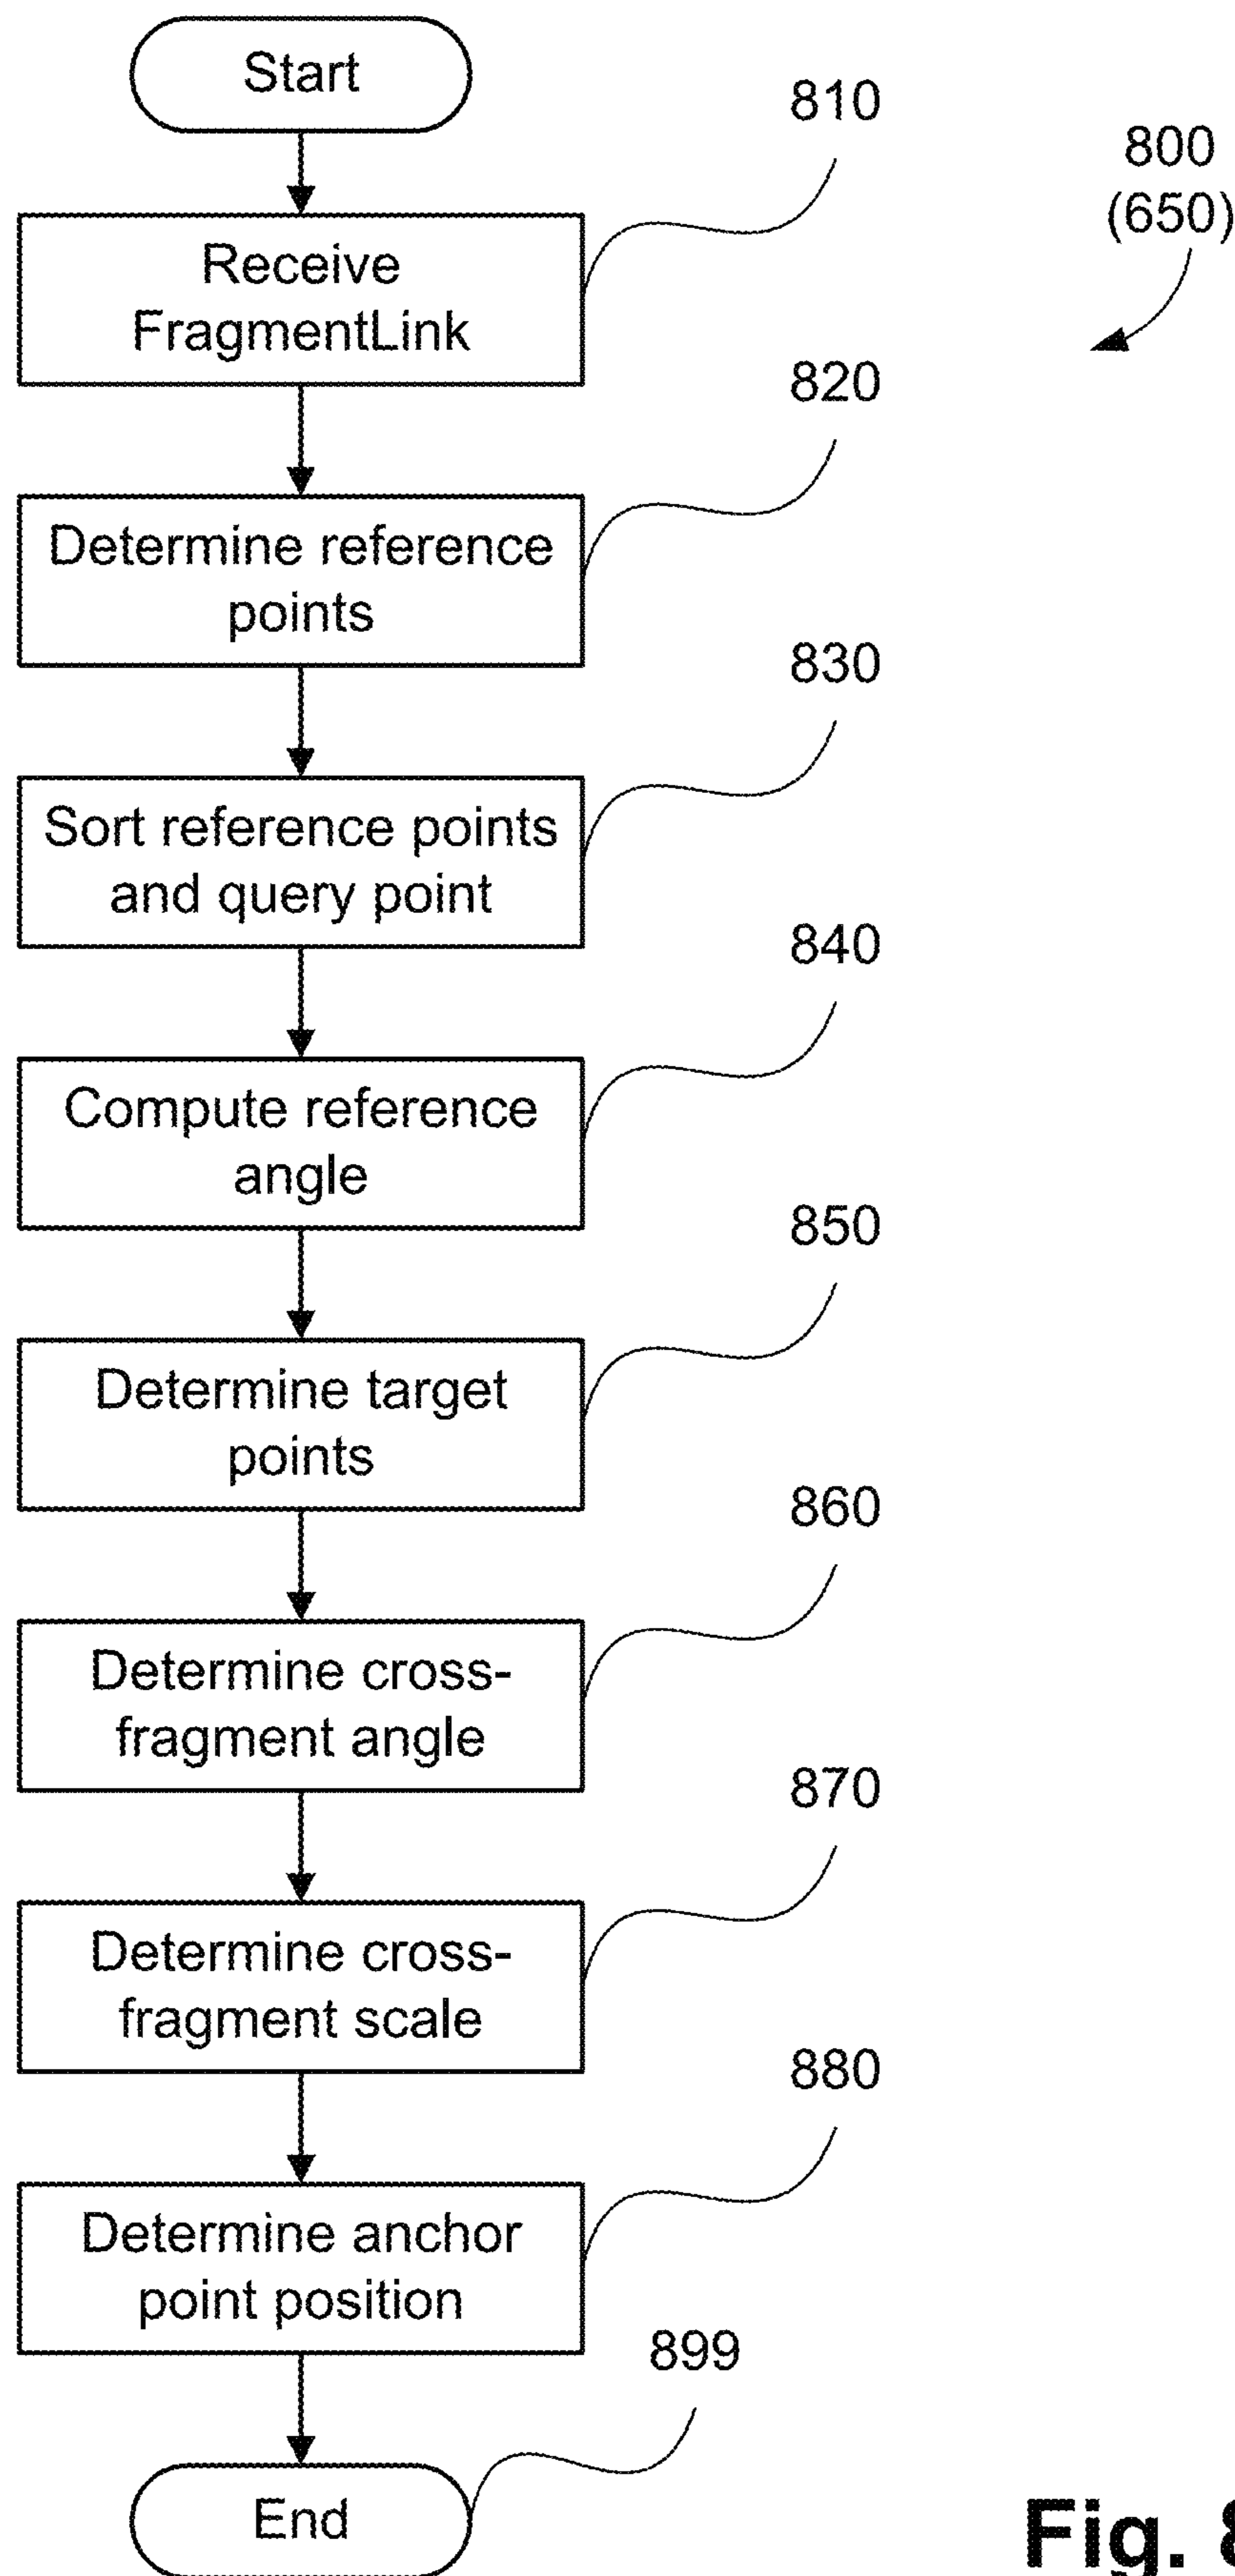 Start
810
800
(650)
Receive
FragmentLink
820
Determine reference
points
830
Sort reference points
and query point
840
Compute reference
angle
850
Determine target
points
860
Determine cross-
fragment angle
870
Determine cross-
fragment scale
880
Determine anchor
point position
899
End
Fig. 8